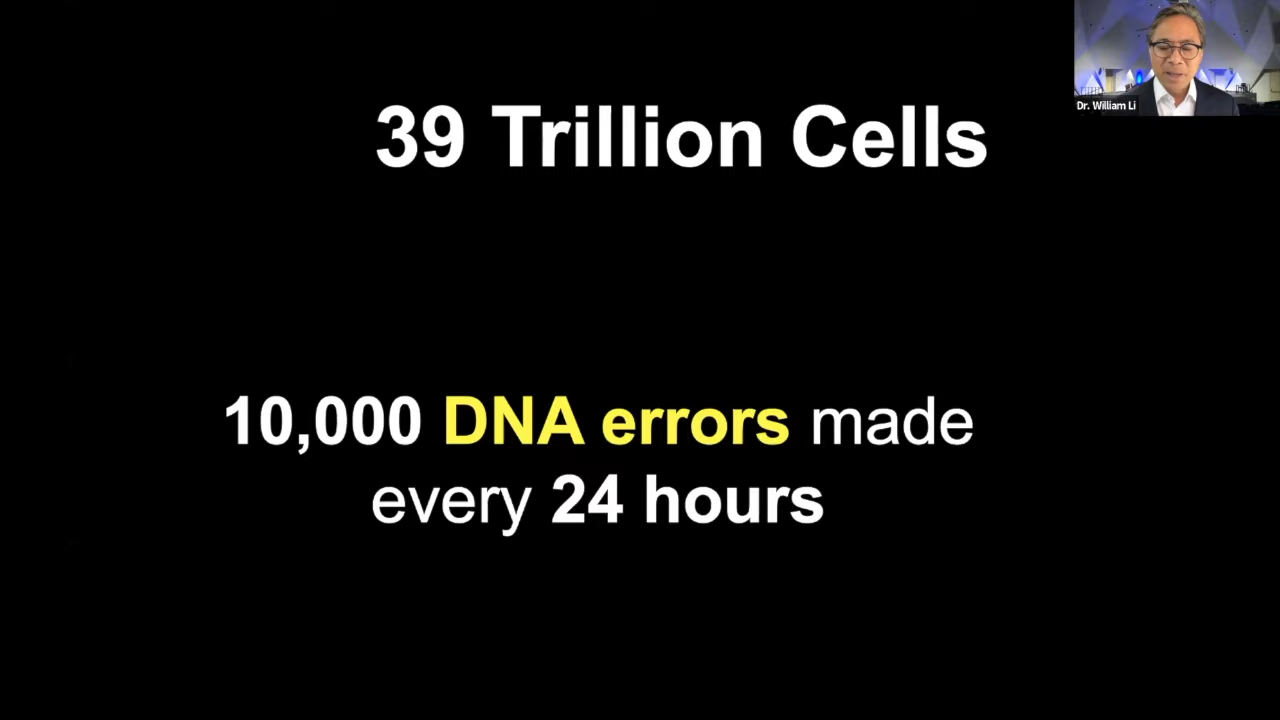 39 Trillion Cells
Dr. William Li
10,000 DNA errors made
every 24 hours